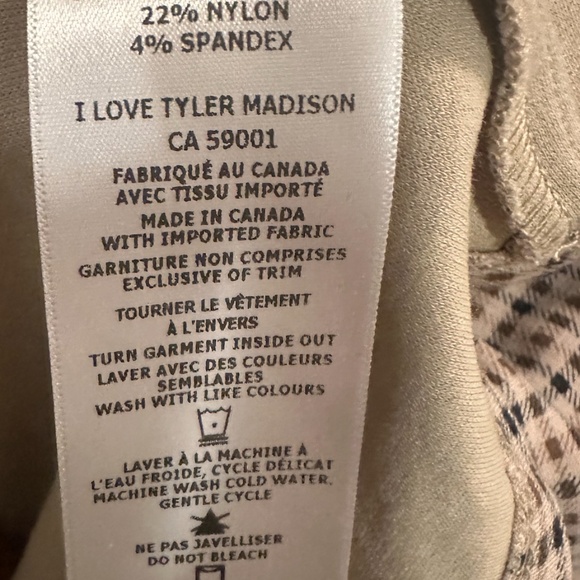 22% NYLON
4% SPANDEX
I LOVE TYLER MADISON
CA 59001
FABRIQUÉ AU CANADA
AVEC TISSU IMPORTÉ
MADE IN CANADA
WITH IMPORTED FABRIC
GARNITURE NON COMPRISES
EXCLUSIVE OF TRIM
TOURNER LE VÊTEMENT
À L'ENVERS
TURN GARMENT INSIDE OUT
LAVER AVEC DES COULEURS
SEMBLABLES
WASH WITH LIKE COLOURS
LAVER À LA MACHINE À
L'EAU FROIDE, CYCLE DÉLICAT
MACHINE WASH COLD WATER,
GENTLE CYCLE
NE PAS JAVELLISER
DO NOT BLEACH